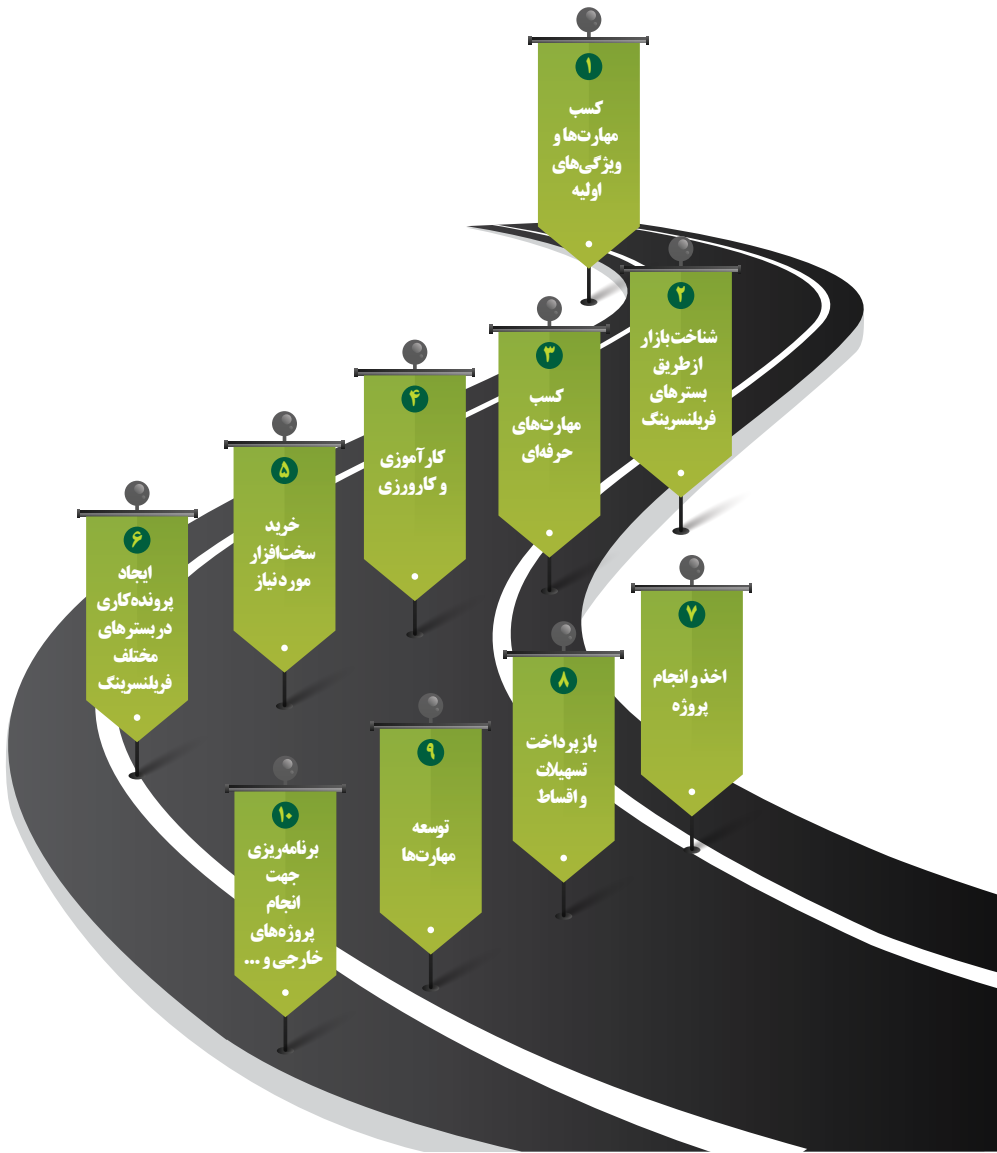 ۱
کسب
مهارت‌ها و
ویژگی‌های
اولیه
۲
شناخت بازار
از طریق
بسترهای
فریلنسرینگ
۳
کسب
مهارت‌های
حرفه‌ای
۴
کارآموزی
و کارورزی
۵
خرید
سخت‌افزار
مورد نیاز
۶
ایجاد
پرونده کاری
در بسترهای
مختلف
فریلنسرینگ
۷
اخذ و انجام
پروژه
۸
بازپرداخت
تسهیلات
و اقساط
۹
توسعه
مهارت‌ها
۱۰
برنامه‌ریزی
جهت
انجام
پروژه‌های
خارجی و ...